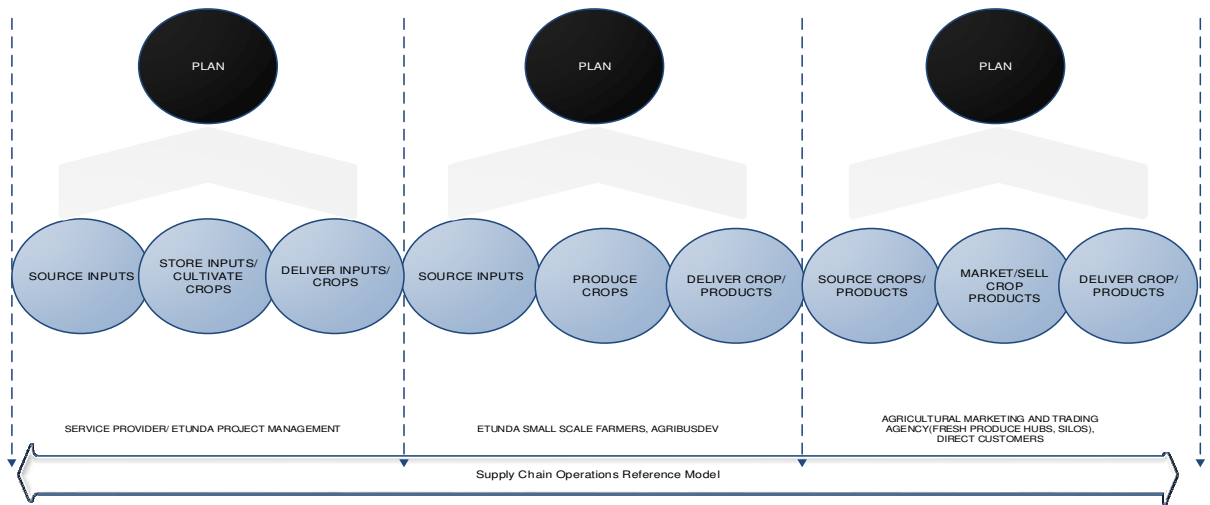 PLAN
PLAN
PLAN
SOURCE INPUTS
STORE INPUTS/
CULTIVATE
CROPS
DELIVER INPUTS/
CROPS
SOURCE INPUTS
PRODUCE
CROPS
DELIVER CROP/
PRODUCTS
SOURCE CROPS/
PRODUCTS
MARKET/SELL
CROP
PRODUCTS
DELIVER CROP/
PRODUCTS
SERVICE PROVIDER/ ETUNDA PROJECT MANAGEMENT
ETUNDA SMALL SCALE FARMERS, AGRIBUSDEV
AGRICULTURAL MARKETING AND TRADING
AGENCY(FRESH PRODUCE HUBS, SILOS),
DIRECT CUSTOMERS
Supply Chain Operations Reference Model